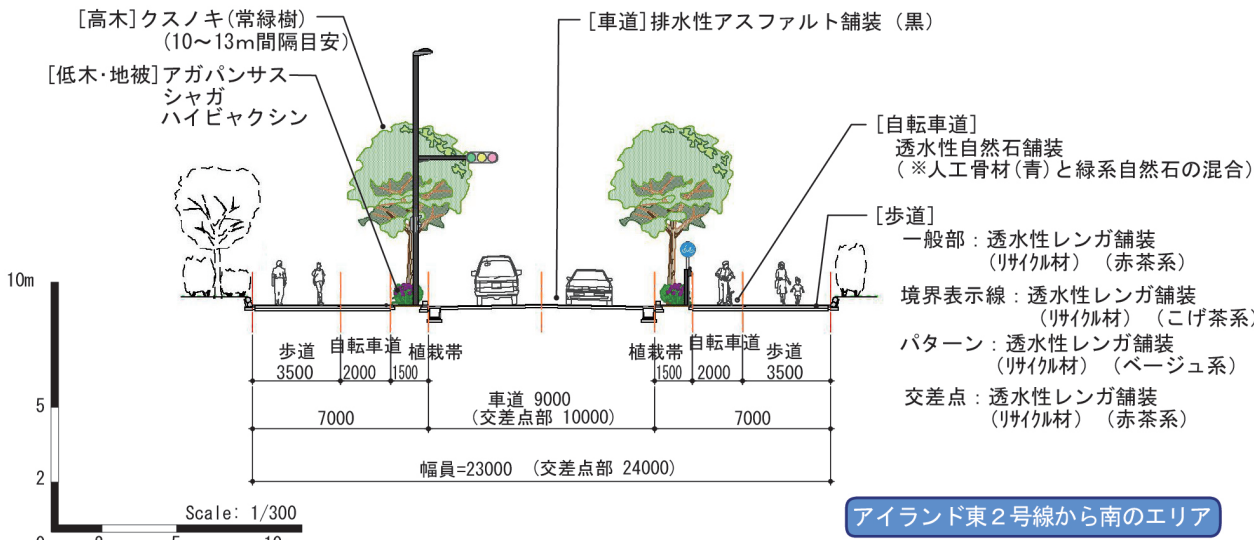 [高木]クスノキ(常緑樹)
(10～13m間隔目安)
[低木･地被]アガパンサス
シャガ
ハイビャクシン
[車道]排水性アスファルト舗装（黒）
[自転車道]
透水性自然石舗装
(※人工骨材(青)と緑系自然石の混合)
[歩道]
一般部：透水性レンガ舗装
(ﾘｻｲｸﾙ材)（赤茶系）
境界表示線：透水性レンガ舗装
(ﾘｻｲｸﾙ材)（こげ茶系）
パターン：透水性レンガ舗装
(ﾘｻｲｸﾙ材)（ベージュ系）
交差点：透水性レンガ舗装
(ﾘｻｲｸﾙ材)（赤茶系）
歩道 自転車道 植栽帯 植栽帯 自転車道 歩道
3500 2000 1500 1500 2000 3500
車道 9000
(交差点部 10000)
7000 7000
幅員=23000 (交差点部 24000)
10m
5
2
Scale: 1/300
アイランド東２号線から南のエリア